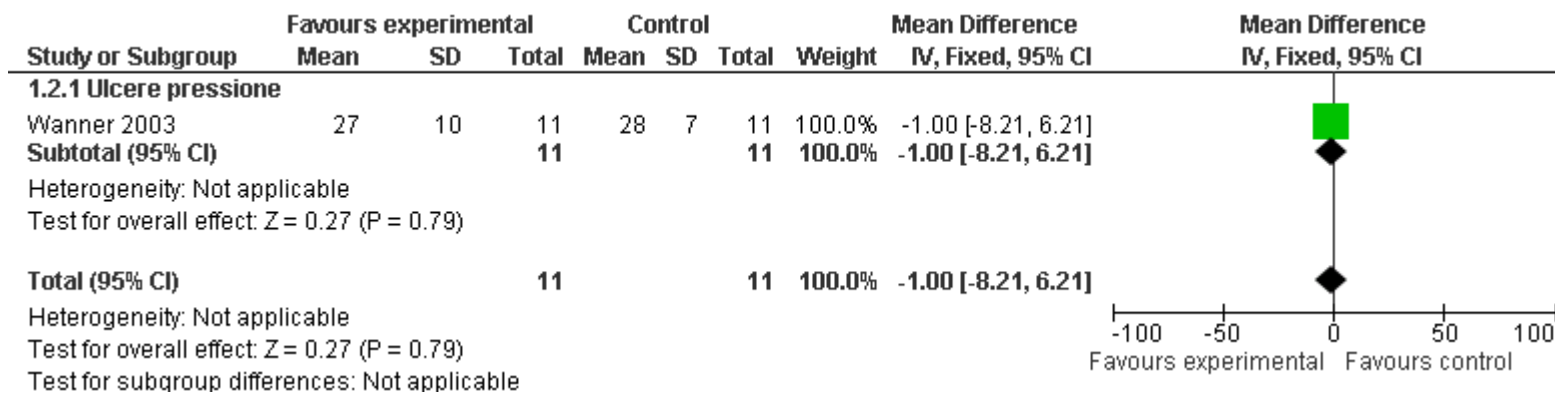 Favours experimental Control Mean Difference Mean Difference
Study or Subgroup Mean SD Total Mean SD Total Weight IV, Fixed, 95% CI IV, Fixed, 95% CI
1.2.1 Ulcere pressione
Wanner 2003 27 10 11 28 7 11 100.0% -1.00 [-8.21, 6.21]
Subtotal (95% CI) 11 11 100.0% -1.00 [-8.21, 6.21]
Heterogeneity: Not applicable
Test for overall effect: Z = 0.27 (P = 0.79)
Total (95% CI) 11 11 100.0% -1.00 [-8.21, 6.21]
Heterogeneity: Not applicable
Test for overall effect: Z = 0.27 (P = 0.79)
Test for subgroup differences: Not applicable
-100 -50 0 50 100
Favours experimental Favours control